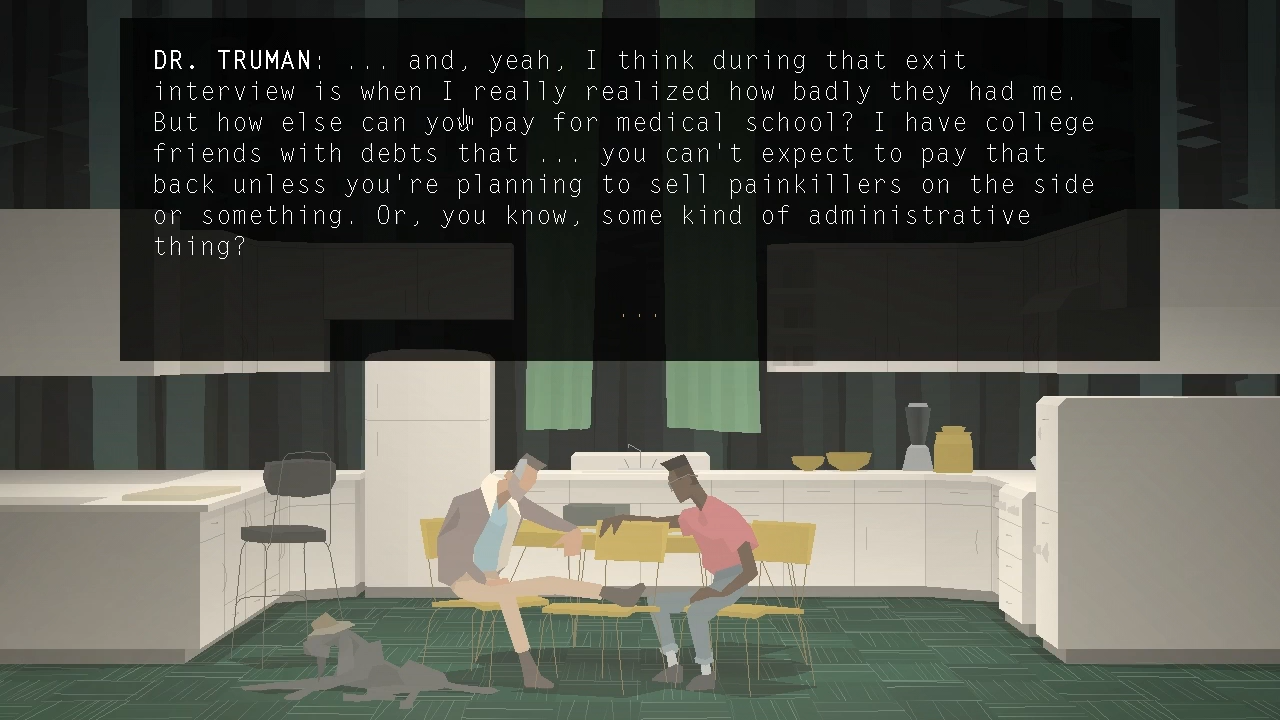 DR. TRUMAN: ... and, yeah, I think during that exit
interview is when I really realized how badly they had me.
But how else can you pay for medical school? I have college
friends with debts that ... you can't expect to pay that
back unless you're planning to sell painkillers on the side
or something. Or, you know, some kind of administrative
thing?
...